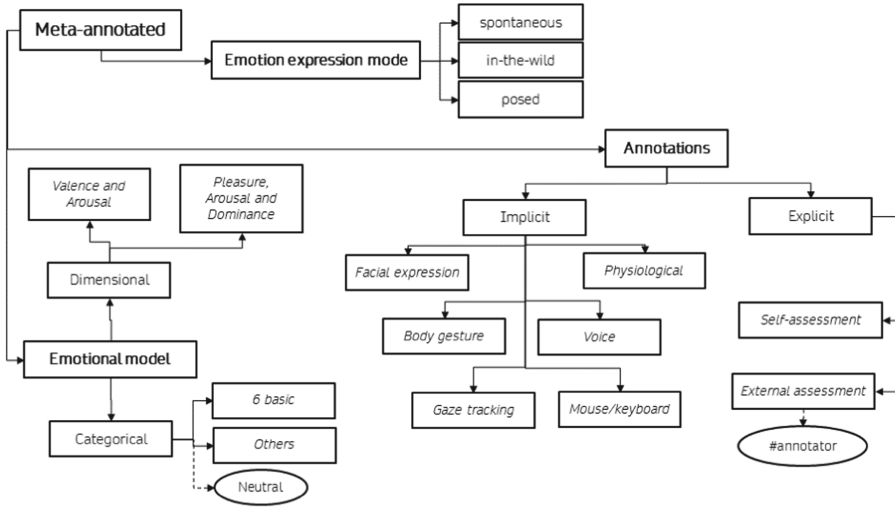 Meta-annotated
Emotion expression mode
spontaneous
in-the-wild
posed
Annotations
Implicit
Explicit
Facial expression
Physiological
Body gesture
Voice
Gaze tracking
Mouse/keyboard
Self-assessment
External assessment
#annotator
Valence and
Arousal
Pleasure,
Arousal and
Dominance
Dimensional
Emotional model
Categorical
6 basic
Others
Neutral